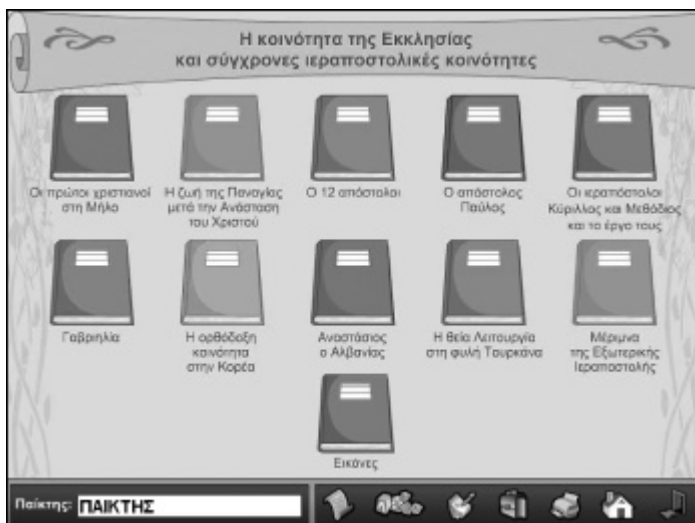 Η κοινότητα της Εκκλησίας
και σύγχρονες ιεραποστολικές κοινότητες
Οι πρώτοι χριστιανοί
στη Μήλο
Η ζωή της Παναγίας
μετά την Ανάσταση
του Χριστού
Ο 12 απόστολοι
Ο απόστολος
Παύλος
Οι ιεραπόστολοι
Κύριλλος και Μεθόδιος
και το έργο τους
Γαβριηλία
Η ορθόδοξη
κοινότητα
στην Κορέα
Αναστάσιος
ο Αλβανίας
Η θεία Λειτουργία
στη φυλή Τουρκάνα
Μέριμνα
της Εξωτερικής
Ιεραποστολής
Εικόνες
Παίκτης: ΠΑΙΚΤΗΣ